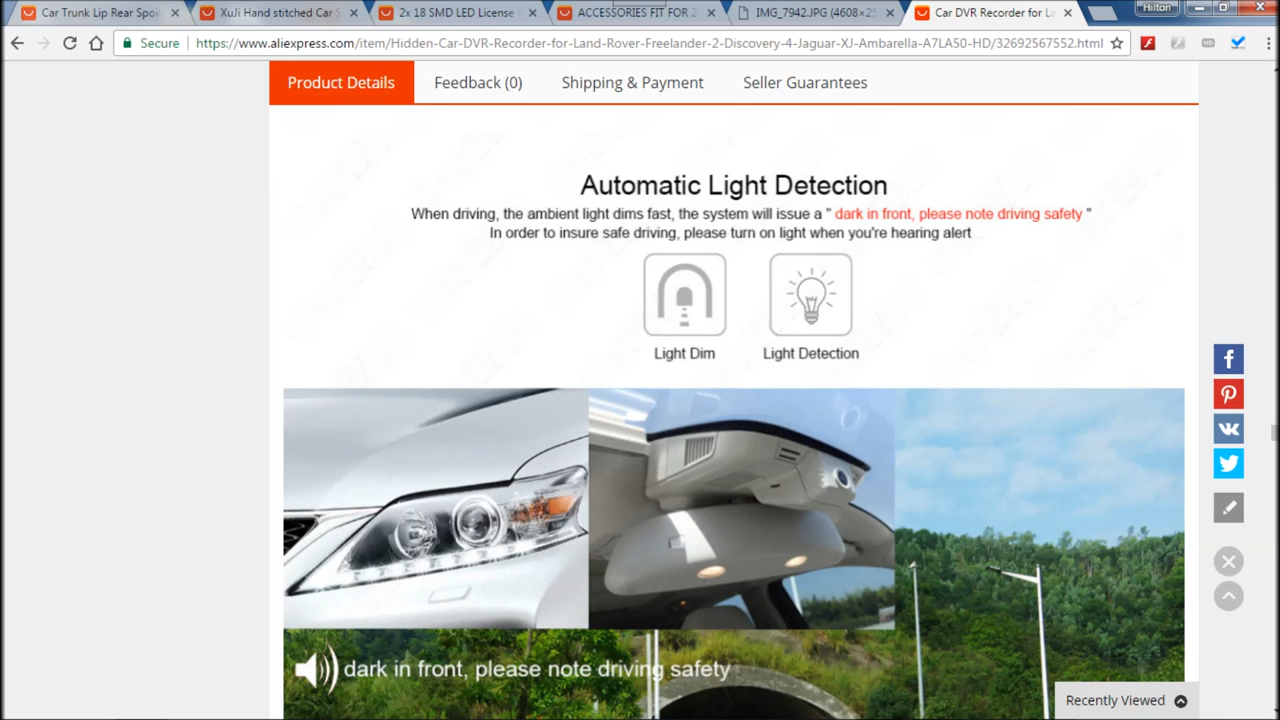 Car Trunk Lip Rear Spoi
XuJi Hand stitched Car S
2x 18 SMD LED License
ACCESSORIES FIT FOR 2
IMG_7942.JPG (4608×25
Car DVR Recorder for La
Hilton
Secure
https://www.aliexpress.com/item/Hidden-Car-DVR-Recorder-for-Land-Rover-Freelander-2-Discovery-4-Jaguar-XJ-Ambarella-A7LA50-HD/32692567552.html
Product Details
Feedback (0)
Shipping & Payment
Seller Guarantees
Automatic Light Detection
When driving, the ambient light dims fast, the system will issue a " dark in front, please note driving safety "
In order to insure safe driving, please turn on light when you're hearing alert
Light Dim
Light Detection
dark in front, please note driving safety
Recently Viewed